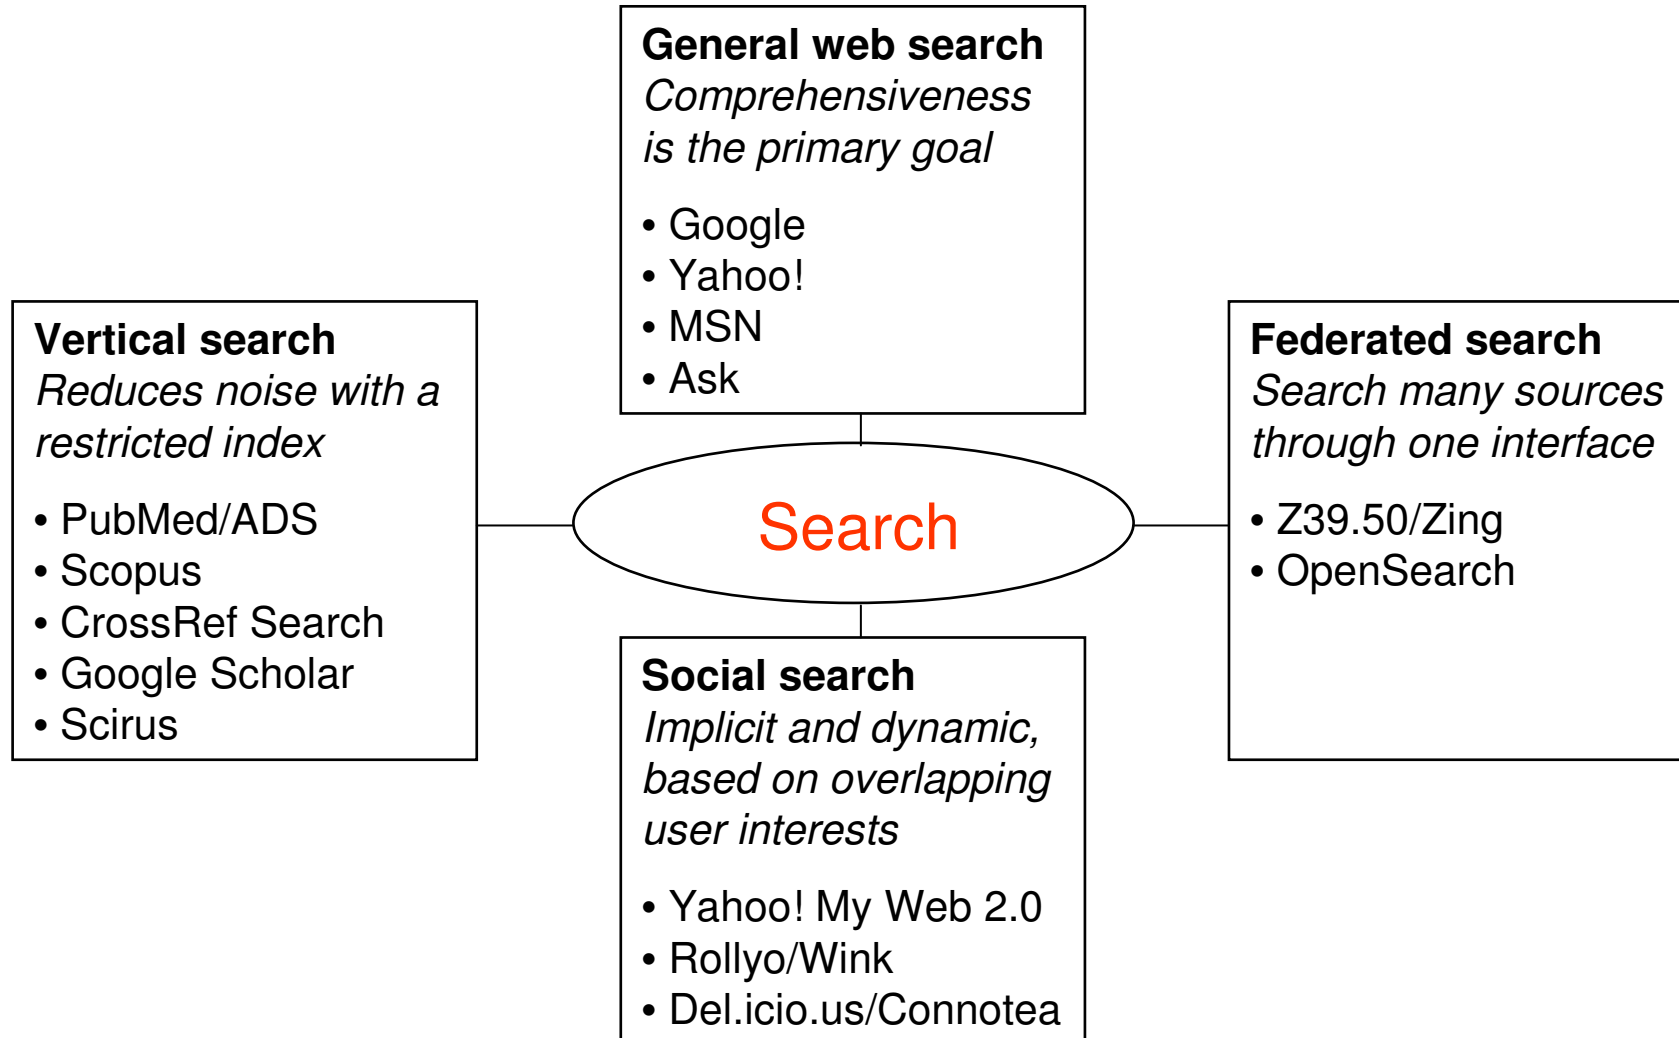 General web search
Comprehensiveness
is the primary goal
• Google
• Yahoo!
• MSN
• Ask
Vertical search
Reduces noise with a
restricted index
• PubMed/ADS
• Scopus
• CrossRef Search
• Google Scholar
• Scirus
Search
Federated search
Search many sources
through one interface
• Z39.50/Zing
• OpenSearch
Social search
Implicit and dynamic,
based on overlapping
user interests
• Yahoo! My Web 2.0
• Rollyo/Wink
• Del.icio.us/Connotea